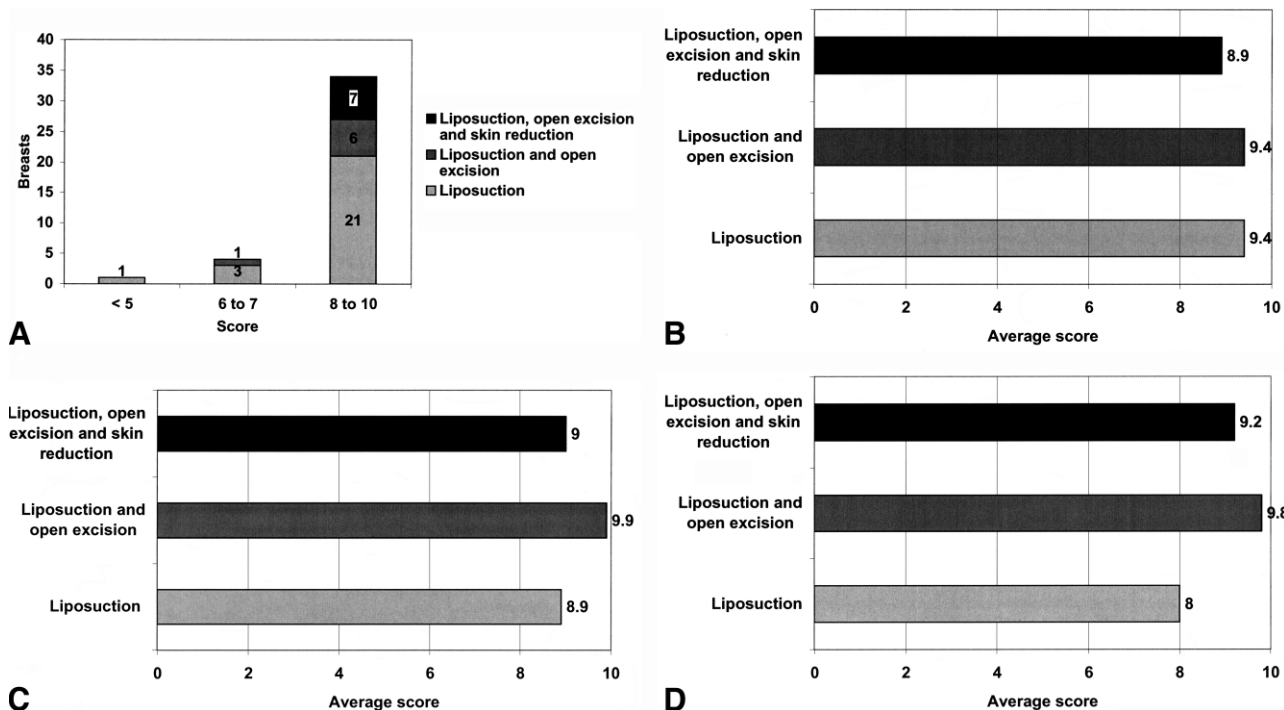 40
35
30
25
20
15
10
5
0
Breasts
7
6
21
1
3
1
< 5
6 to 7
8 to 10
Score
Liposuction, open excision
and skin reduction
Liposuction and open
excision
Liposuction
A
Liposuction, open
excision and skin
reduction
8.9
Liposuction and
open excision
9.4
Liposuction
9.4
0 2 4 6 8 10
Average score
B
Liposuction, open
excision and skin
reduction
9
Liposuction and
open excision
9.9
Liposuction
8.9
0 2 4 6 8 10
Average score
C
Liposuction, open
excision and skin
reduction
9.2
Liposuction and
open excision
9.8
Liposuction
8
0 2 4 6 8 10
Average score
D